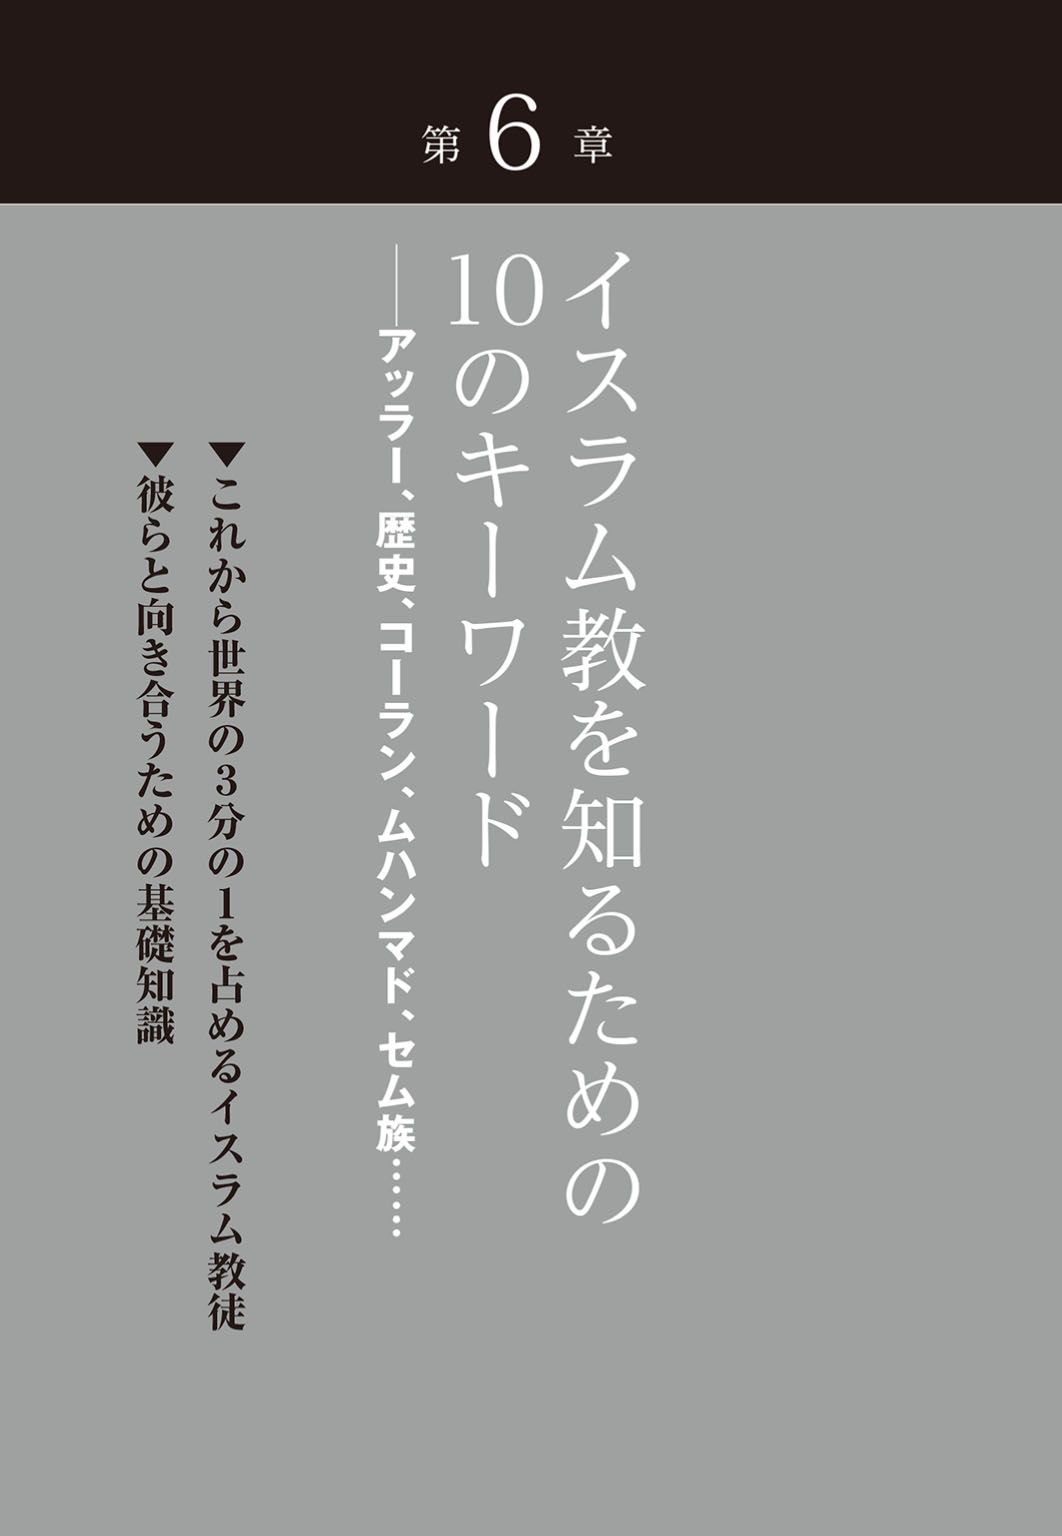 第6章
イスラム教を知るための
10のキーワード
――アッラー、歴史、コーラン、ムハンマド、セム族……
▼これから世界の3分の1を占めるイスラム教徒
▼彼らと向き合うための基礎知識